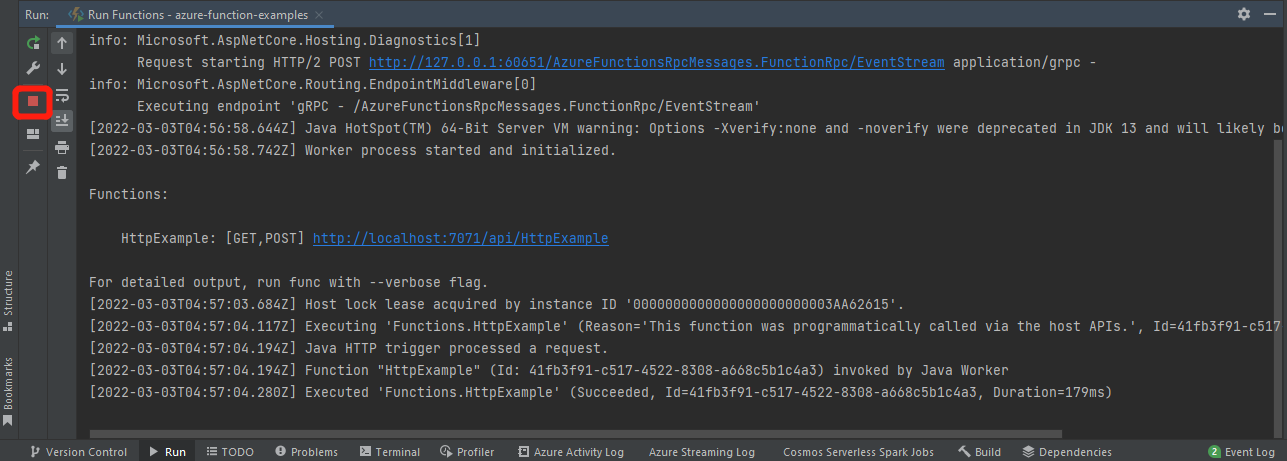 Run: Run Functions - azure-function-examples
info: Microsoft.AspNetCore.Hosting.Diagnostics[1]
Request starting HTTP/2 POST http://127.0.0.1:60651/AzureFunctionsRpcMessages.FunctionRpc/EventStream application/grpc -
info: Microsoft.AspNetCore.Routing.EndpointMiddleware[0]
Executing endpoint 'gRPC - /AzureFunctionsRpcMessages.FunctionRpc/EventStream'
[2022-03-03T04:56:58.644Z] Java HotSpot(TM) 64-Bit Server VM warning: Options -Xverify:none and -noverify were deprecated in JDK 13 and will likely be
[2022-03-03T04:56:58.742Z] Worker process started and initialized.
Functions:
HttpExample: [GET,POST] http://localhost:7071/api/HttpExample
For detailed output, run func with --verbose flag.
[2022-03-03T04:57:03.684Z] Host lock lease acquired by instance ID '0000000000000000000000003AA62615'.
[2022-03-03T04:57:04.117Z] Executing 'Functions.HttpExample' (Reason='This function was programmatically called via the host APIs.', Id=41fb3f91-c517
[2022-03-03T04:57:04.194Z] Java HTTP trigger processed a request.
[2022-03-03T04:57:04.194Z] Function "HttpExample" (Id: 41fb3f91-c517-4522-8308-a668c5b1c4a3) invoked by Java Worker
[2022-03-03T04:57:04.280Z] Executed 'Functions.HttpExample' (Succeeded, Id=41fb3f91-c517-4522-8308-a668c5b1c4a3, Duration=179ms)
Structure
Bookmarks
Version Control Run TODO Problems Terminal Profiler Azure Activity Log Azure Streaming Log Cosmos Serverless Spark Jobs Build Dependencies 2 Event Log